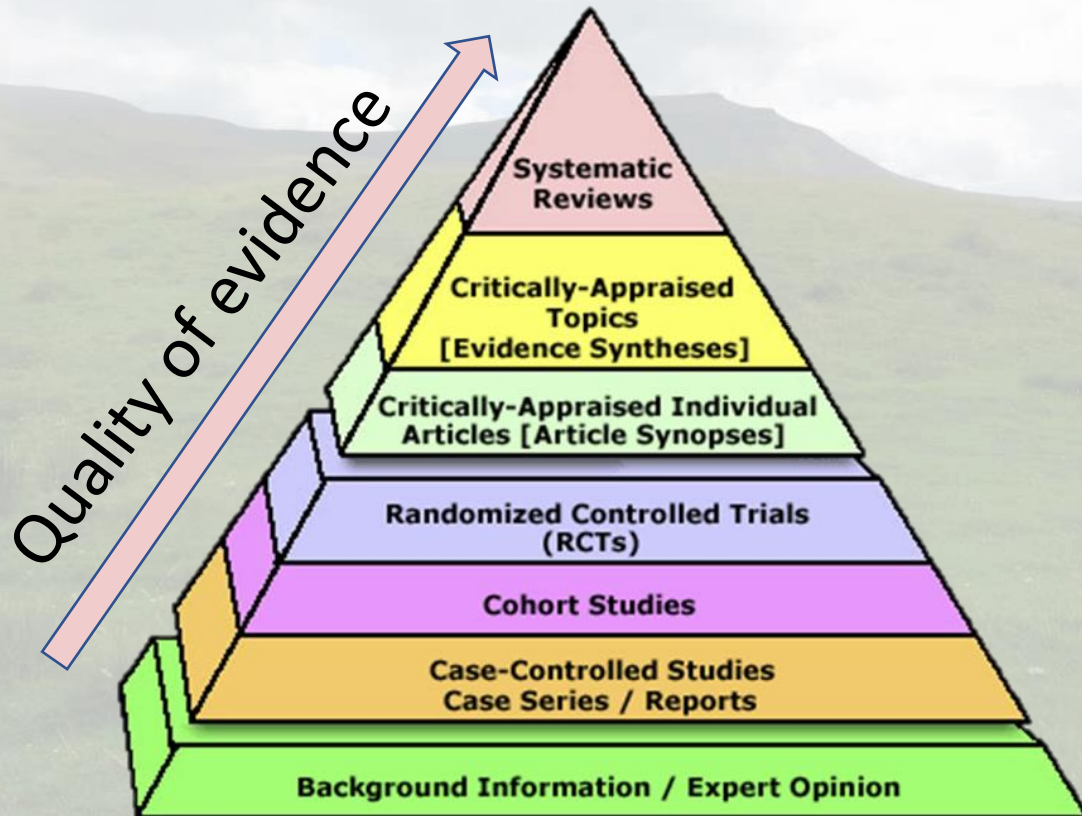 Quality of evidence
Systematic
Reviews
Critically-Appraised
Topics
[Evidence Syntheses]
Critically-Appraised Individual
Articles [Article Synopses]
Randomized Controlled Trials
(RCTs)
Cohort Studies
Case-Controlled Studies
Case Series / Reports
Background Information / Expert Opinion